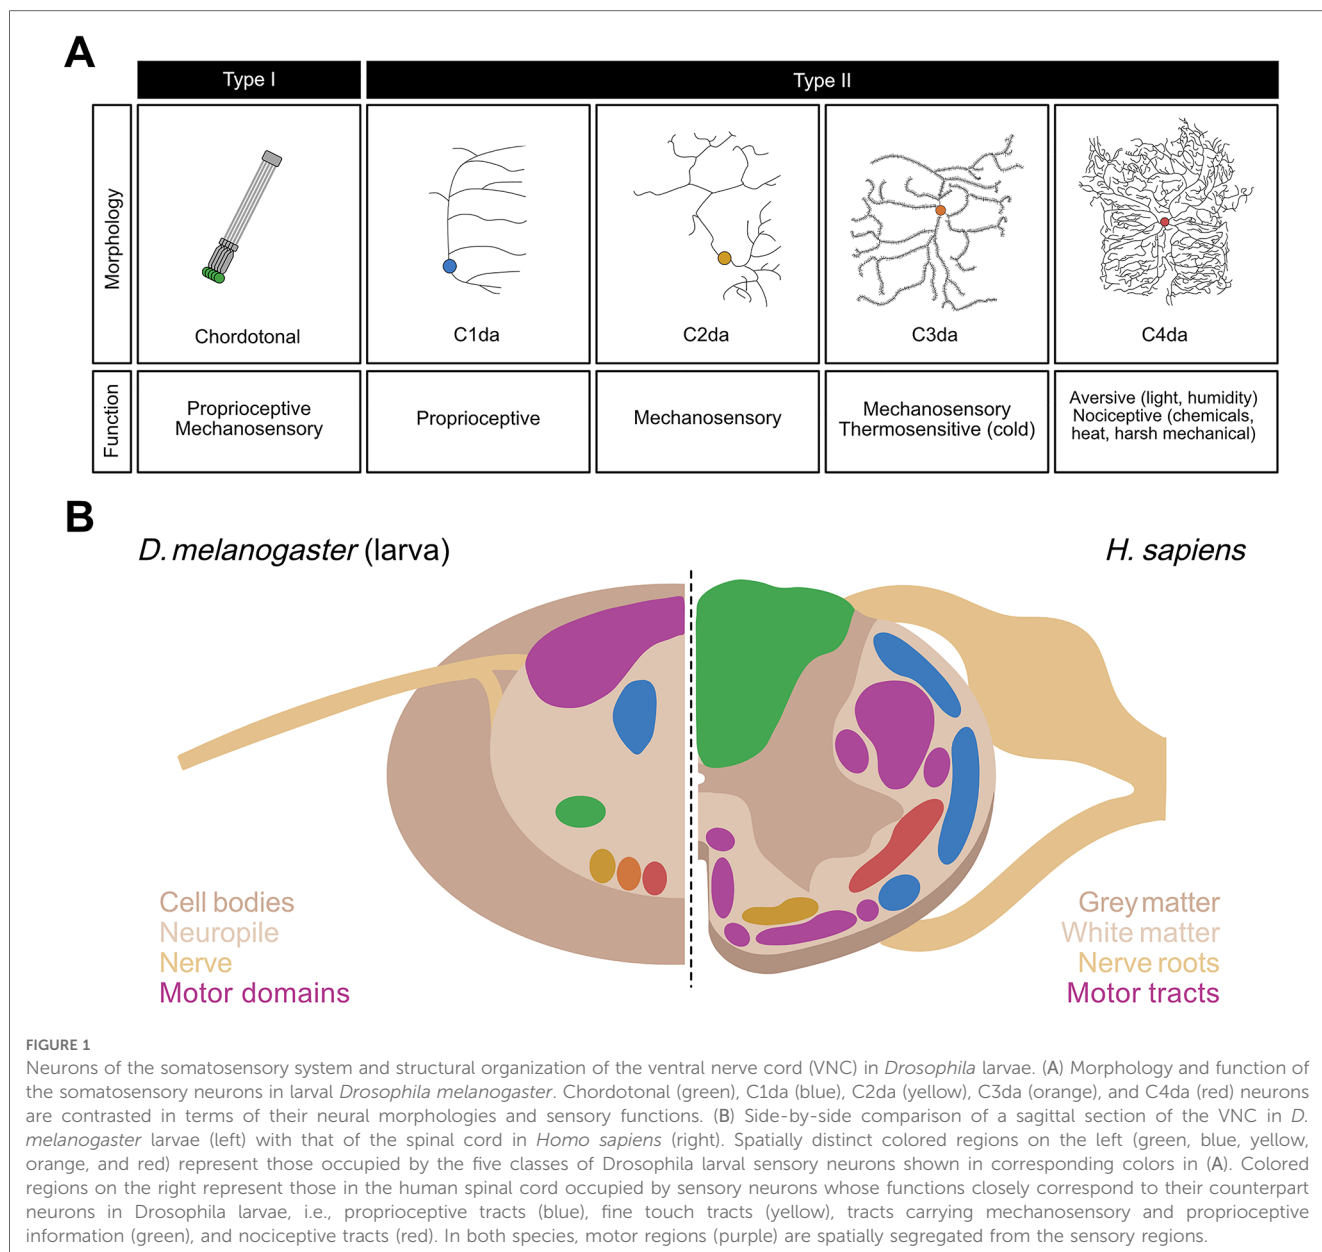 A
Type I
Type II
Morphology
Chordotonal
C1da
C2da
C3da
C4da
Function
Proprioceptive
Mechanosensory
Proprioceptive
Mechanosensory
Mechanosensory
Thermosensitive (cold)
Aversive (light, humidity)
Nociceptive (chemicals,
heat, harsh mechanical)
B
D. melanogaster (larva)
H. sapiens
Cell bodies
Neuropile
Nerve
Motor domains
Grey matter
White matter
Nerve roots
Motor tracts
FIGURE 1
Neurons of the somatosensory system and structural organization of the ventral nerve cord (VNC) in Drosophila larvae. (A) Morphology and function of
the somatosensory neurons in larval Drosophila melanogaster. Chordotonal (green), C1da (blue), C2da (yellow), C3da (orange), and C4da (red) neurons
are contrasted in terms of their neural morphologies and sensory functions. (B) Side-by-side comparison of a sagittal section of the VNC in D.
melanogaster larvae (left) with that of the spinal cord in Homo sapiens (right). Spatially distinct colored regions on the left (green, blue, yellow,
orange, and red) represent those occupied by the five classes of Drosophila larval sensory neurons shown in corresponding colors in (A). Colored
regions on the right represent those in the human spinal cord occupied by sensory neurons whose functions closely correspond to their counterpart
neurons in Drosophila larvae, i.e., proprioceptive tracts (blue), fine touch tracts (yellow), tracts carrying mechanosensory and proprioceptive
information (green), and nociceptive tracts (red). In both species, motor regions (purple) are spatially segregated from the sensory regions.